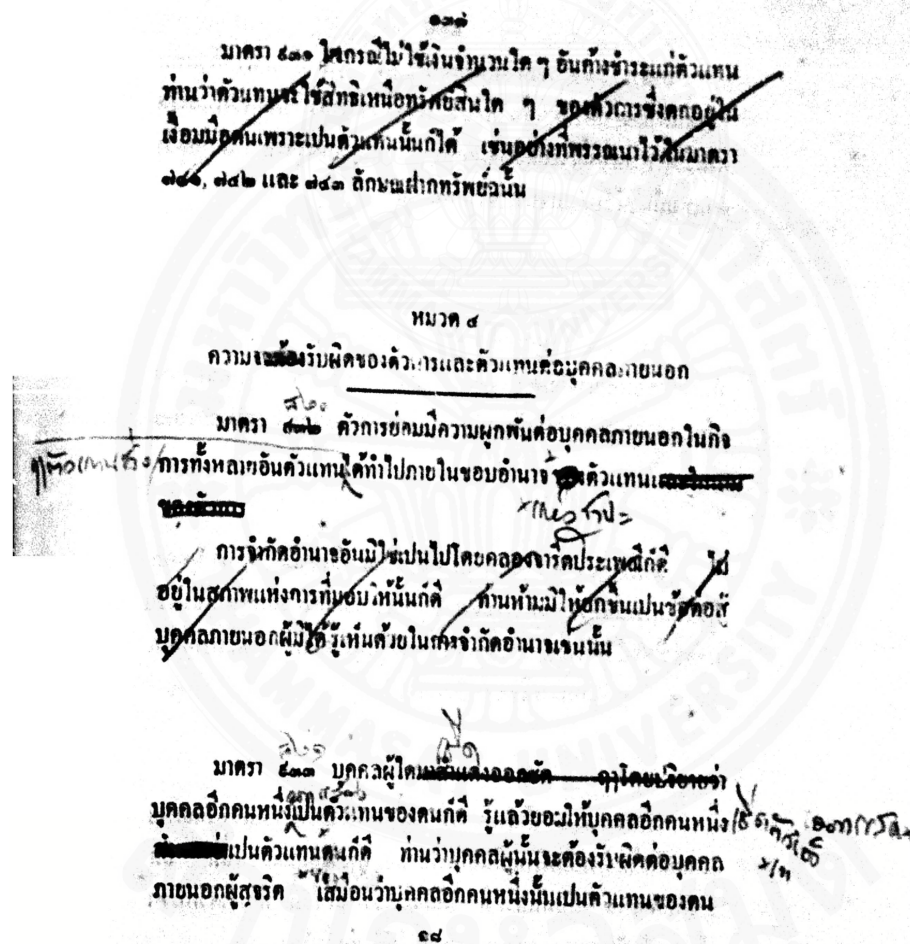 ๑๓๙
มาตรา ๙๓๑ ในกรณีไม่ใช้เงินจำนวนใด ๆ อันค้างชำระแก่ตัวแทน
ท่านว่าตัวแทนจะใช้สิทธิเหนือทรัพย์สินใด ๆ ของตัวการซึ่งตกอยู่ใน
เงื้อมมือตนเพราะเปนตัวแทนนั้นก็ได้ เช่นอย่างที่พรรณนาไว้ในมาตรา
๗๔๑, ๗๔๒ และ ๗๔๓ ลักษณฝากทรัพย์ฉนั้น
หมวด ๔
ความรับผิดของตัวการและตัวแทนต่อบุคคลภายนอก
๘๒๐
มาตรา ๙๓๒ ตัวการย่อมมีความผูกพันต่อบุคคลภายนอกในกิจ
การทั้งหลายอันตัวแทนได้ทำไปภายในขอบอำนาจ ตัวแทน
การจำกัดอำนาจอันมิใช่เปนไปโดยคลองจารีตประเพณีก็ดี ไม่
อยู่ในสภาพแห่งการที่มอบให้นั้นก็ดี ท่านห้ามมิให้ยกขึ้นเปนข้อต่อสู้
บุคคลภายนอกผู้มิได้รู้เห็นด้วยในการจำกัดอำนาจเช่นนั้น
๘๒๑
มาตรา ๙๓๓ บุคคลผู้ใด ฤๅโดยปริยายว่า
บุคคลอีกคนหนึ่งเปนตัวแทนของตนก็ดี รู้แล้วยอมให้บุคคลอีกคนหนึ่ง
เปนตัวแทนตนก็ดี ท่านว่าบุคคลผู้นั้นจะต้องรับผิดต่อบุคคล
ภายนอกผู้สุจริต เสมือนว่าบุคคลอีกคนหนึ่งนั้นเปนตัวแทนของตน
๑๘